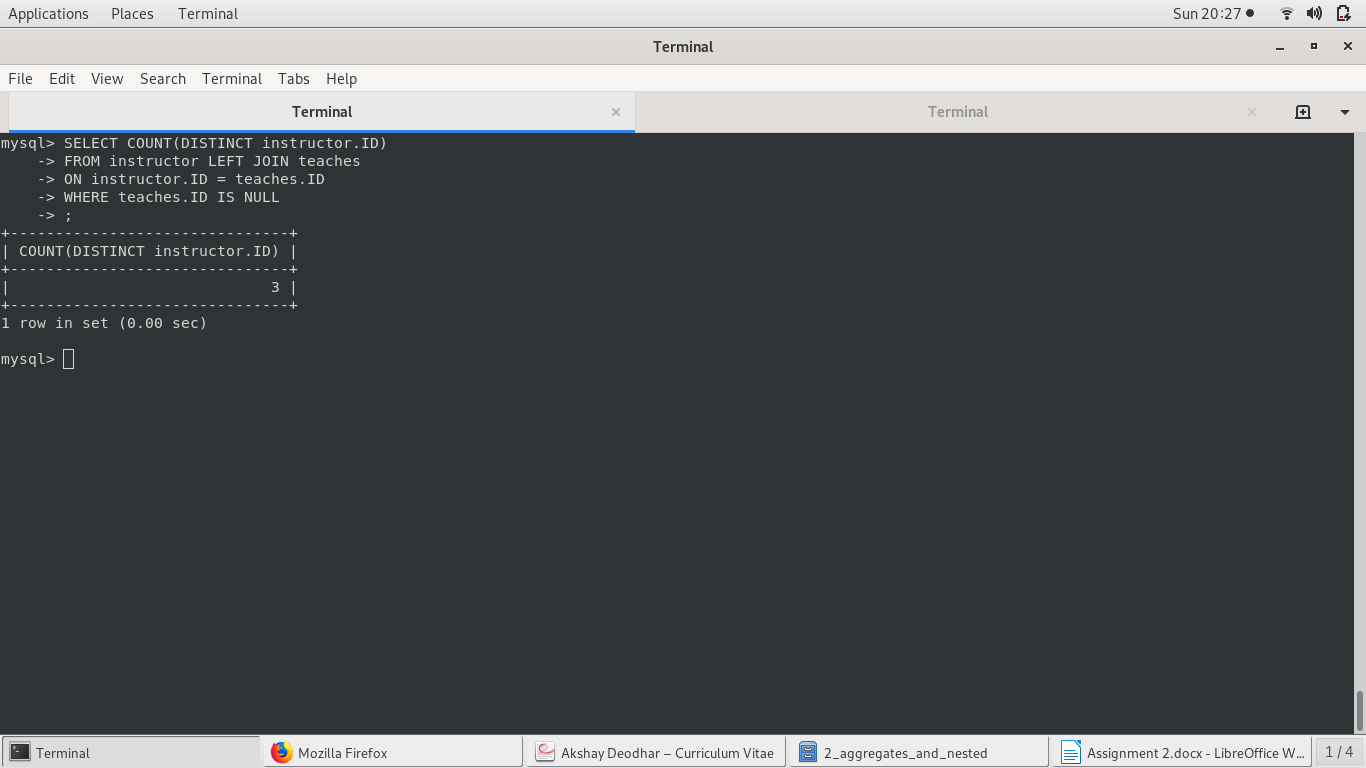 Applications Places Terminal Sun 20:27
Terminal
File Edit View Search Terminal Tabs Help
Terminal Terminal
mysql> SELECT COUNT(DISTINCT instructor.ID)
    -> FROM instructor LEFT JOIN teaches
    -> ON instructor.ID = teaches.ID
    -> WHERE teaches.ID IS NULL
    -> ;
+-------------------------------+
| COUNT(DISTINCT instructor.ID) |
+-------------------------------+
|                             3 |
+-------------------------------+
1 row in set (0.00 sec)
mysql>
Terminal Mozilla Firefox Akshay Deodhar – Curriculum Vitae 2_aggregates_and_nested Assignment 2.docx - LibreOffice W... 1 / 4